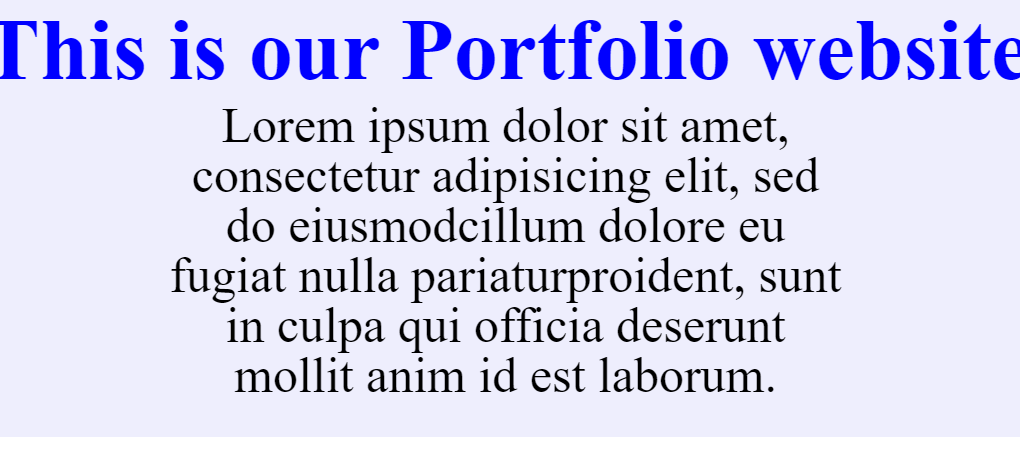 This is our Portfolio website
Lorem ipsum dolor sit amet,
consectetur adipisicing elit, sed
do eiusmodcillum dolore eu
fugiat nulla pariaturproident, sunt
in culpa qui officia deserunt
mollit anim id est laborum.